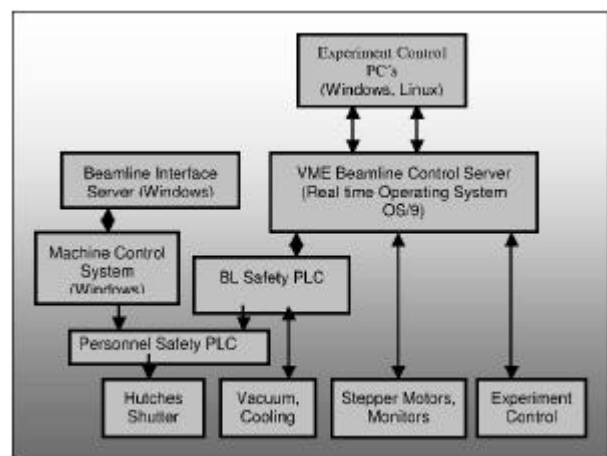 Experiment Control
PC's
(Windows, Linux)
Beamline Interface
Server (Windows)
VME Beamline Control Server
(Real time Operating System
OS/9)
Machine Control
System
(Windows)
BL Safety PLC
Personnel Safety PLC
Hutches
Shutter
Vacuum,
Cooling
Stepper Motors,
Monitors
Experiment
Control